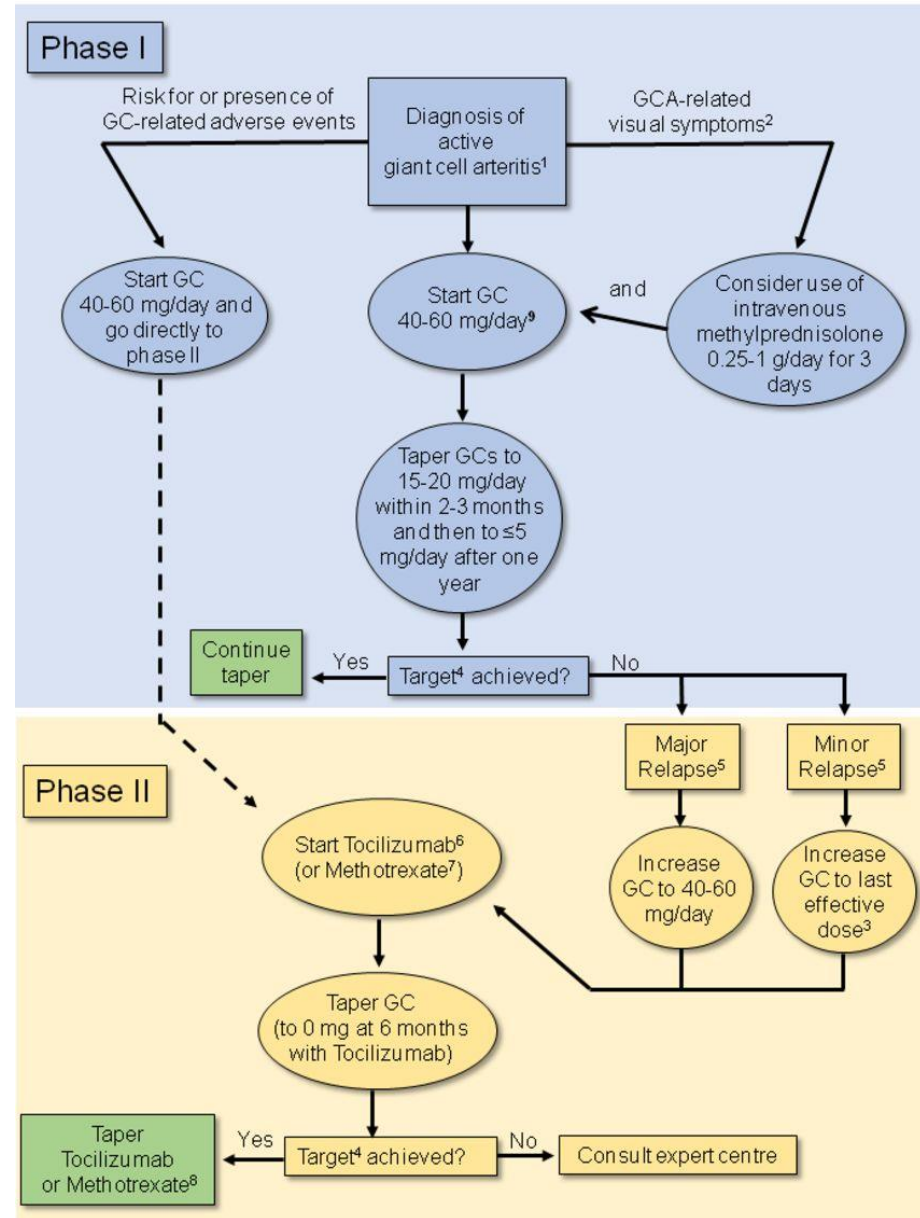 Phase I
Risk for or presence of
GC-related adverse events
Diagnosis of
active
giant cell arteritis¹
GCA-related
visual symptoms²
Start GC
40-60 mg/day and
go directly to
phase II
Start GC
40-60 mg/day⁹
and
Consider use of
intravenous
methylprednisolone
0.25-1 g/day for 3
days
Taper GCs to
15-20 mg/day
within 2-3 months
and then to ≤5
mg/day after one
year
Continue
taper
Yes
Target⁴ achieved?
No
Phase II
Major
Relapse⁵
Minor
Relapse⁵
Start Tocilizumab⁶
(or Methotrexate⁷)
Increase
GC to 40-60
mg/day
Increase
GC to last
effective
dose³
Taper GC
(to 0 mg at 6 months
with Tocilizumab)
Taper
Tocilizumab
or Methotrexate⁸
Yes
Target⁴ achieved?
No
Consult expert centre